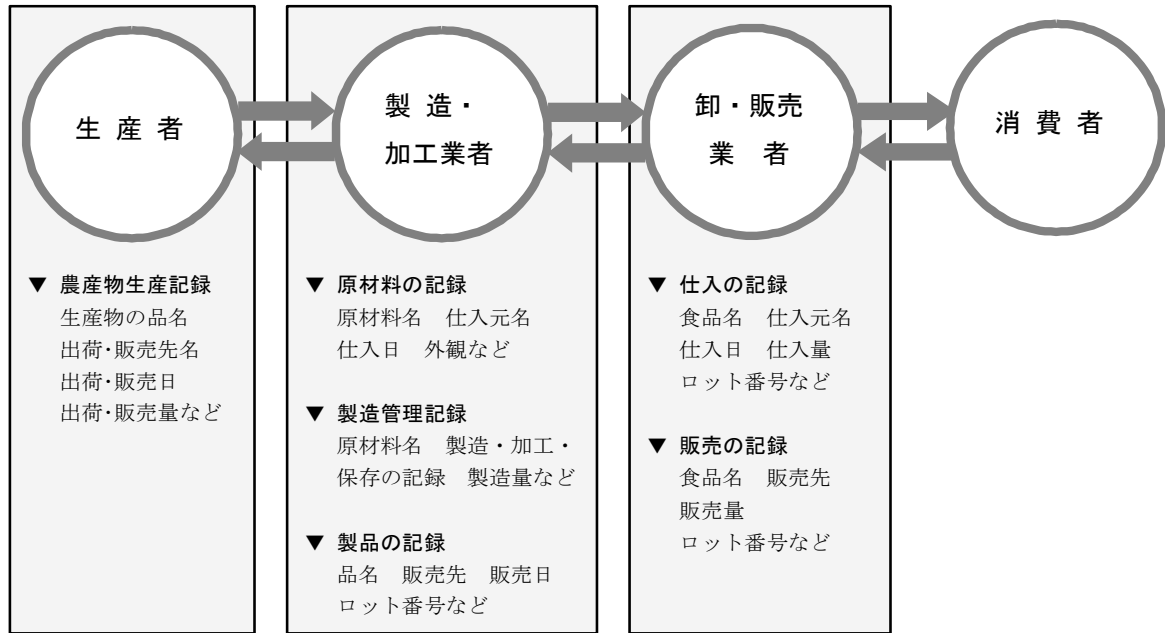 生 産 者
製 造・
加工業者
卸・販売
業 者
消 費 者
▼ 農産物生産記録
生産物の品名
出荷・販売先名
出荷・販売日
出荷・販売量など
▼ 原材料の記録
原材料名 仕入元名
仕入日 外観など
▼ 製造管理記録
原材料名 製造・加工・
保存の記録 製造量など
▼ 製品の記録
品名 販売先 販売日
ロット番号など
▼ 仕入の記録
食品名 仕入元名
仕入日 仕入量
ロット番号など
▼ 販売の記録
食品名 販売先
販売量
ロット番号など